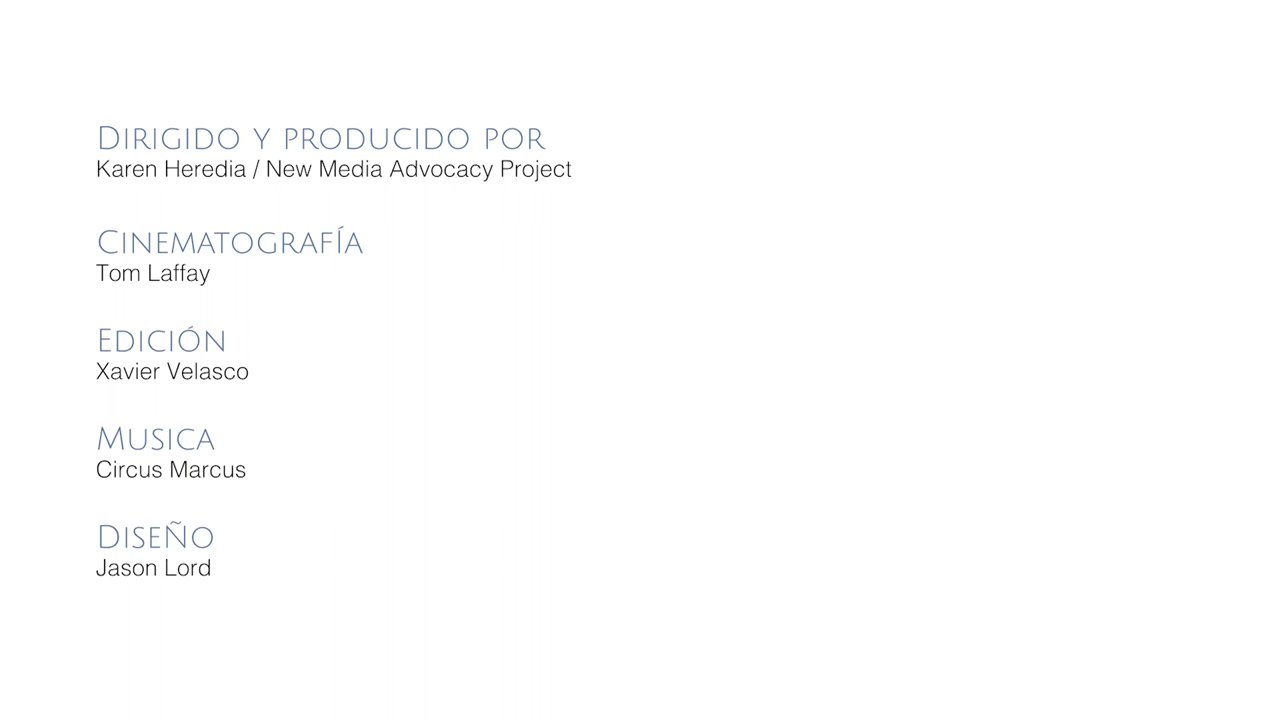 Dirigido y producido por
Karen Heredia / New Media Advocacy Project
Cinematografía
Tom Laffay
Edición
Xavier Velasco
Musica
Circus Marcus
Diseño
Jason Lord